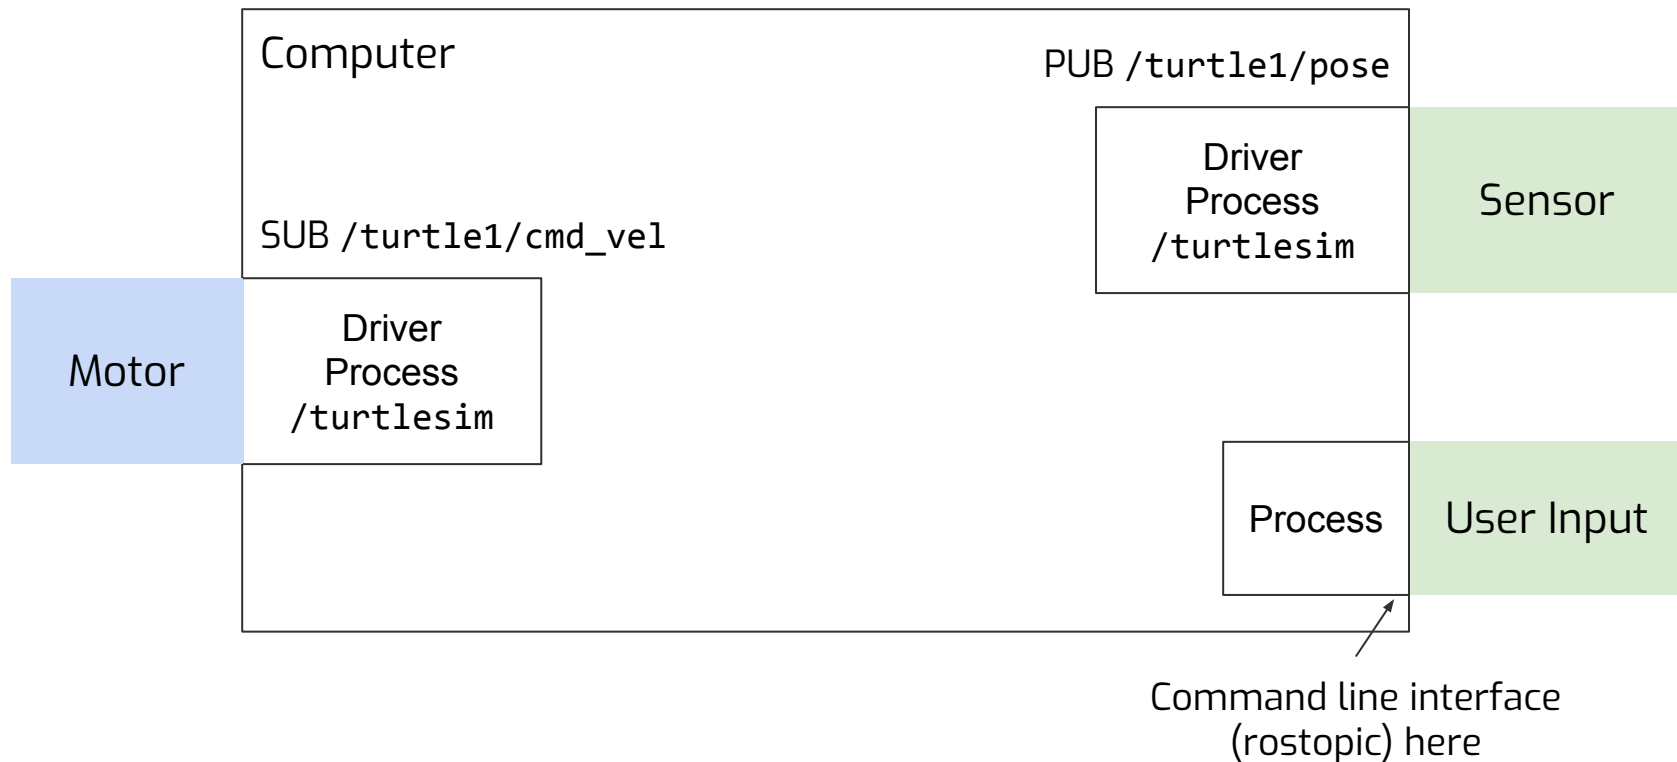 Computer
PUB /turtle1/pose
Driver
Process
/turtlesim
Sensor
SUB /turtle1/cmd_vel
Motor
Driver
Process
/turtlesim
Process
User Input
Command line interface
(rostopic) here